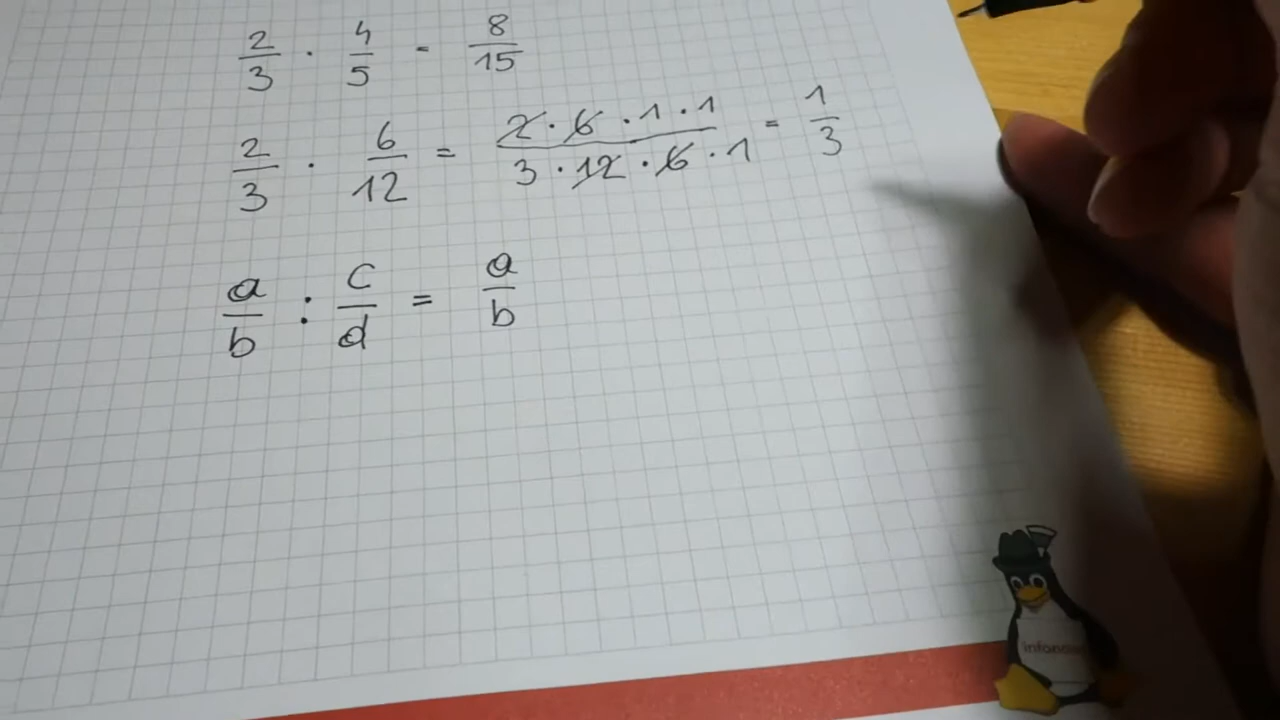 2/3 · 4/5 = 8/15
2/3 · 6/12 = 2 · 6 · 1 · 1 / 3 · 12 · 6 · 1 = 1/3
a/b : c/d = a/b